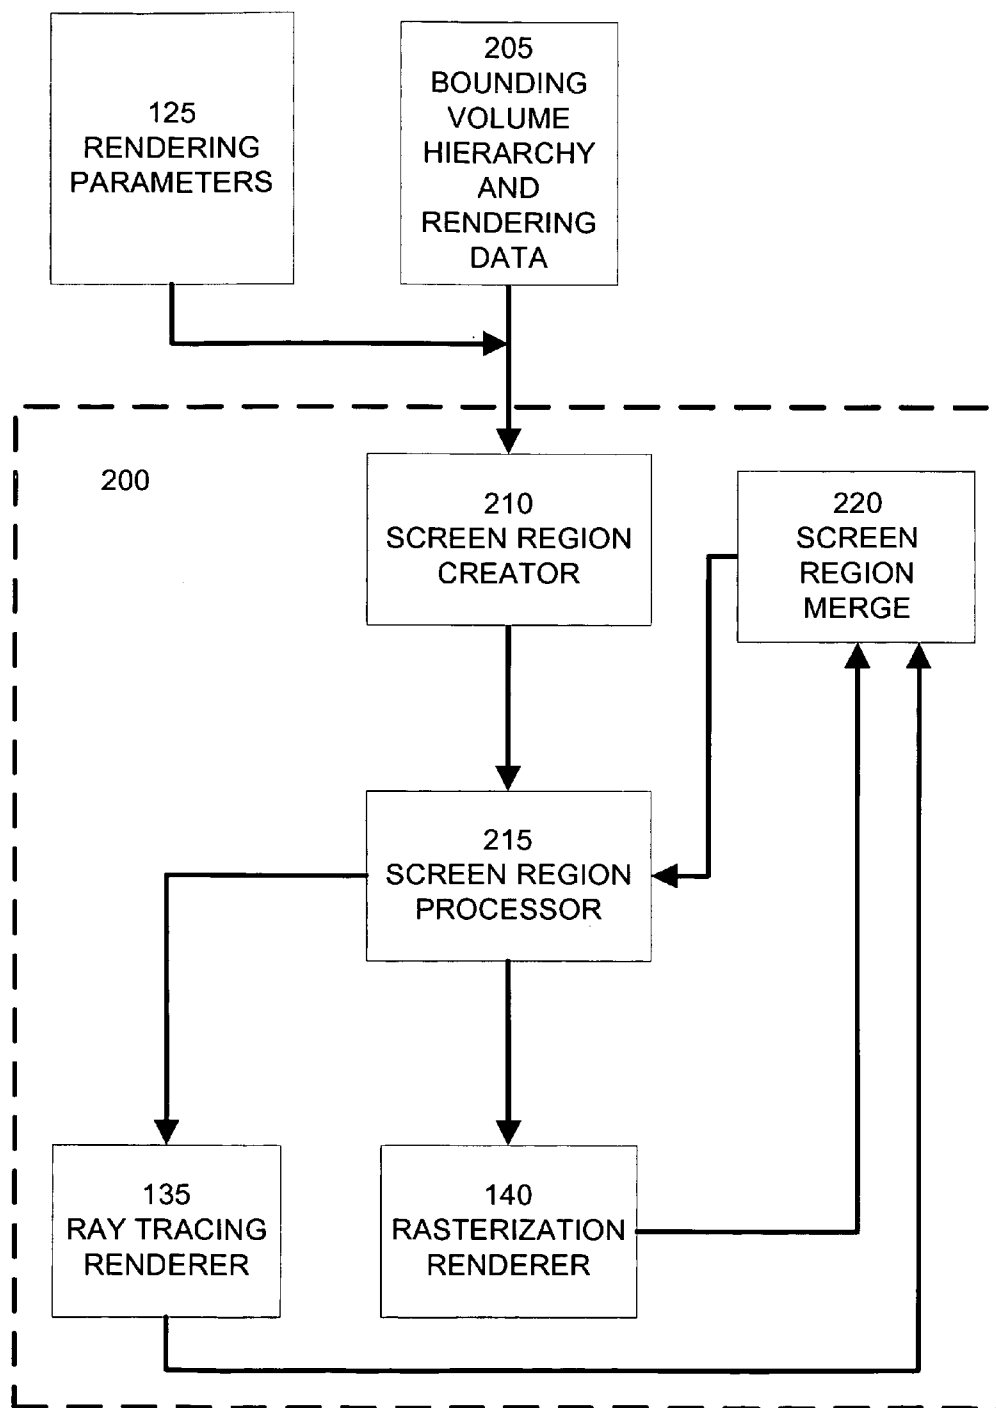 125
RENDERING
PARAMETERS
205
BOUNDING
VOLUME
HIERARCHY
AND
RENDERING
DATA
200
210
SCREEN REGION
CREATOR
220
SCREEN
REGION
MERGE
215
SCREEN REGION
PROCESSOR
135
RAY TRACING
RENDERER
140
RASTERIZATION
RENDERER